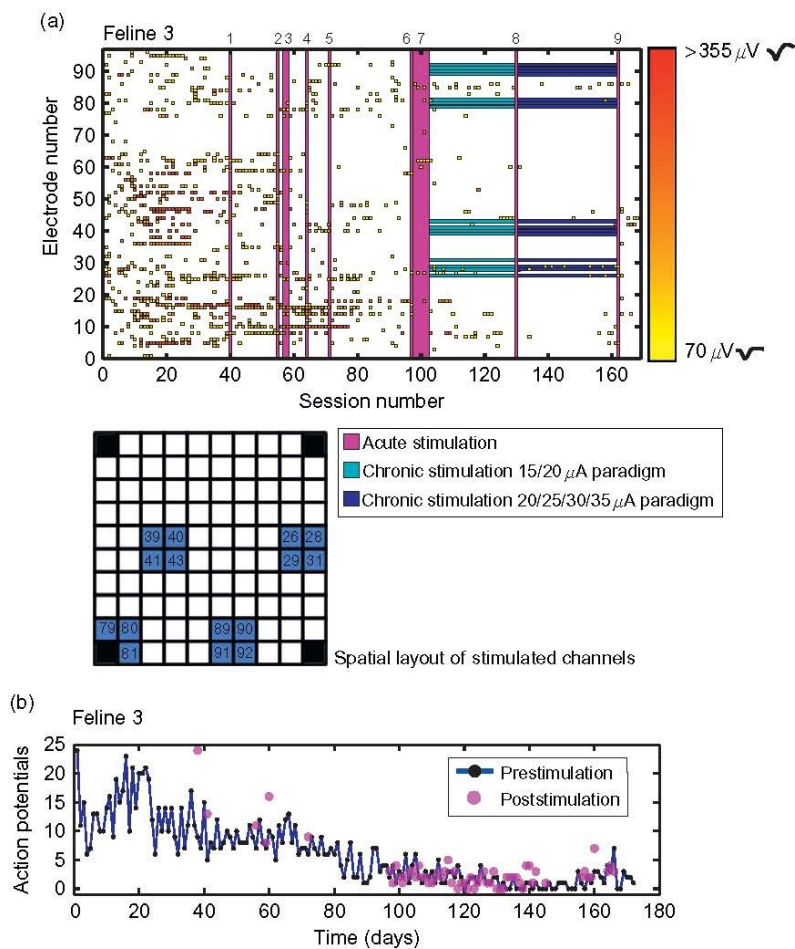 (a)
Feline 3
1 2 3 4 5 6 7 8 9
>355 μV
90
80
70
60
50
40
30
20
10
0
Electrode number
70 μV
0 20 40 60 80 100 120 140 160
Session number
Acute stimulation
Chronic stimulation 15/20 μA paradigm
Chronic stimulation 20/25/30/35 μA paradigm
39 40 26 28
41 43 29 31
79 80 89 90
81 91 92
Spatial layout of stimulated channels
(b)
Feline 3
25
20
15
10
5
0
Action potentials
Prestimulation
Poststimulation
0 20 40 60 80 100 120 140 160 180
Time (days)